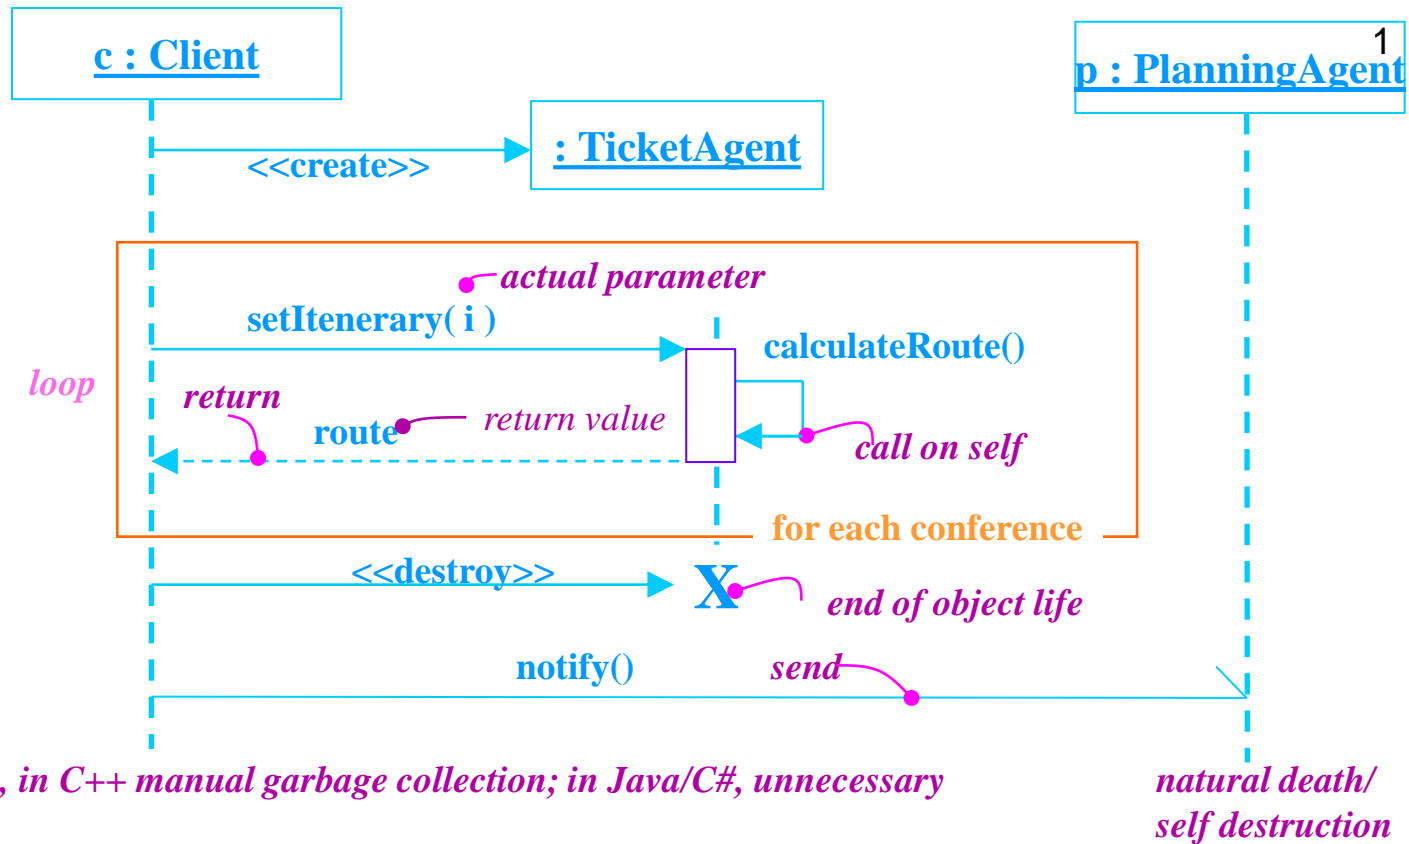 c : Client
1
p : PlanningAgent
: TicketAgent
<<create>>
actual parameter
setItenerary( i )
calculateRoute()
loop
return
route
return value
call on self
for each conference
<<destroy>>
X
end of object life
notify()
send
, in C++ manual garbage collection; in Java/C#, unnecessary
natural death/
self destruction